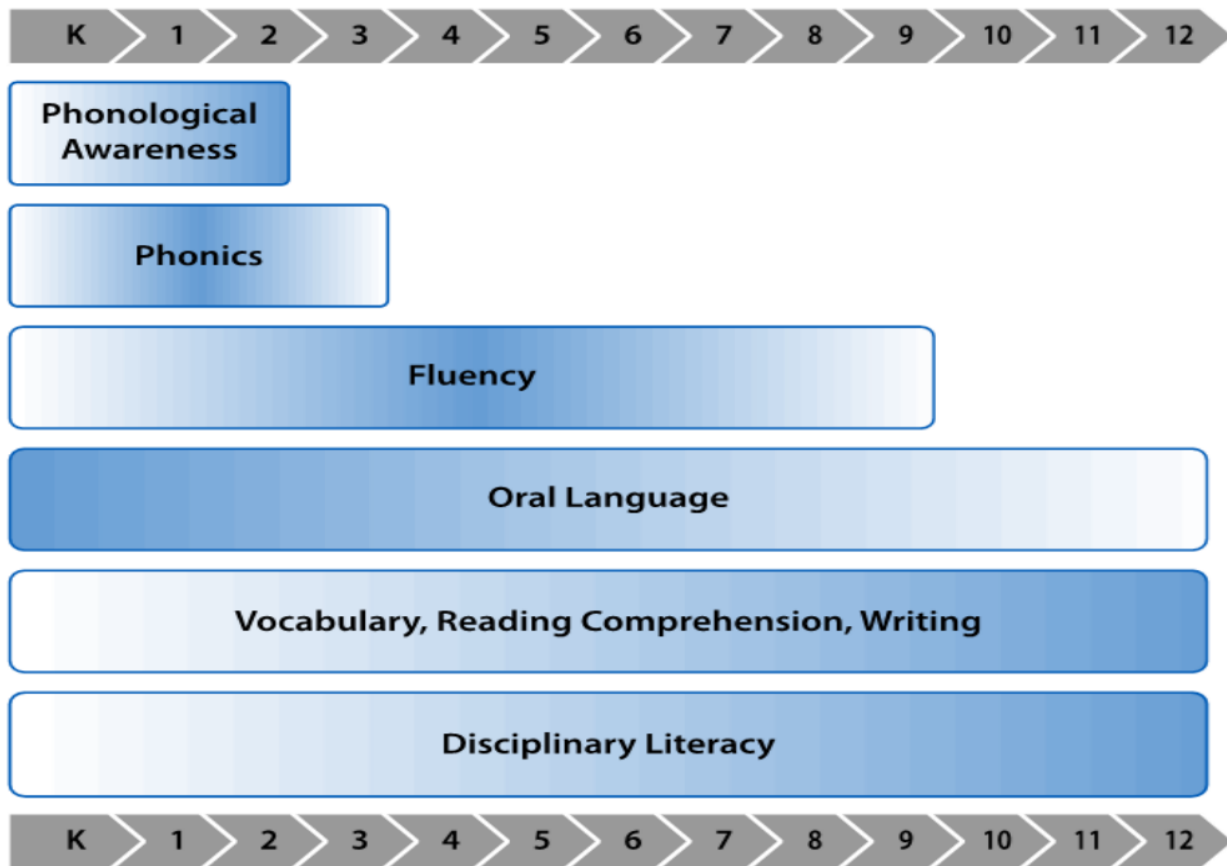 K 1 2 3 4 5 6 7 8 9 10 11 12
Phonological
Awareness
Phonics
Fluency
Oral Language
Vocabulary, Reading Comprehension, Writing
Disciplinary Literacy
K 1 2 3 4 5 6 7 8 9 10 11 12